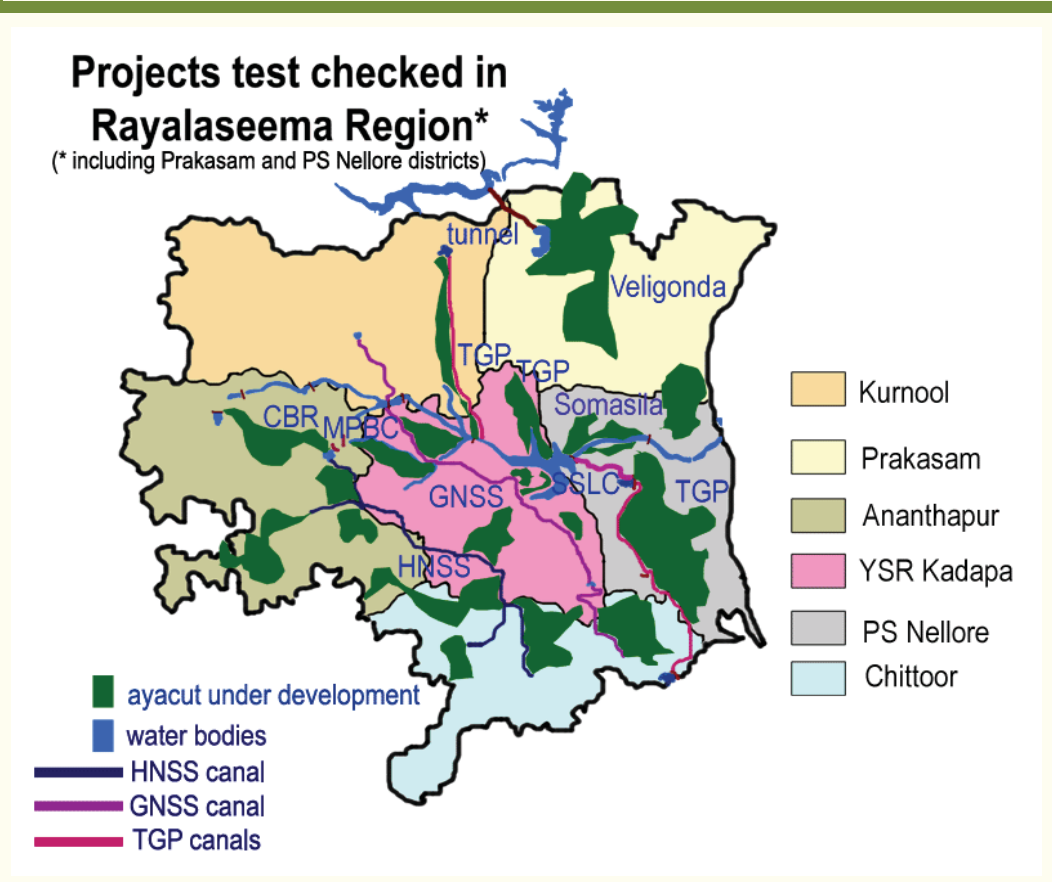 Projects test checked in
Rayalaseema Region*
(* including Prakasam and PS Nellore districts)
tunnel
Veligonda
TGP
TGP
Somasila
CBR
MPBC
GNSS
SSLC
TGP
HNSS
Kurnool
Prakasam
Ananthapur
YSR Kadapa
PS Nellore
Chittoor
ayacut under development
water bodies
HNSS canal
GNSS canal
TGP canals